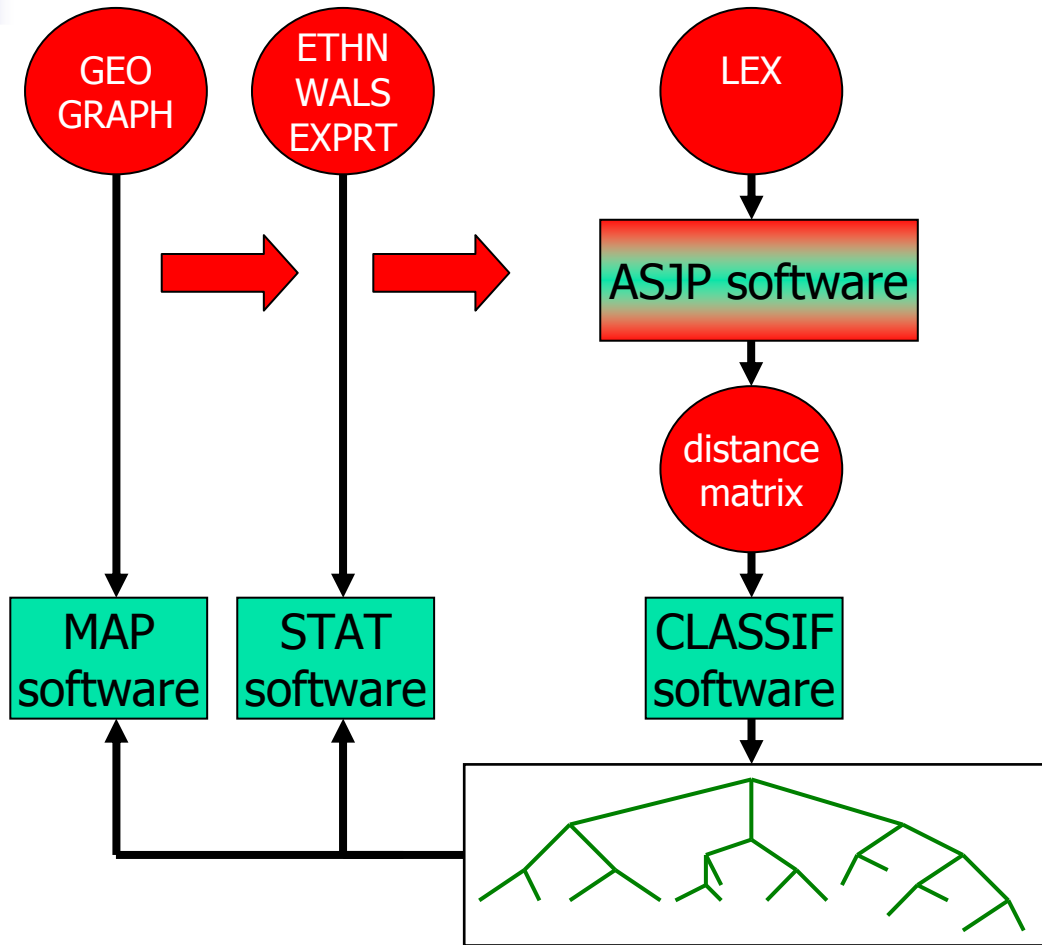 GEO
GRAPH
ETHN
WALS
EXPRT
LEX
ASJP software
distance
matrix
MAP
software
STAT
software
CLASSIF
software